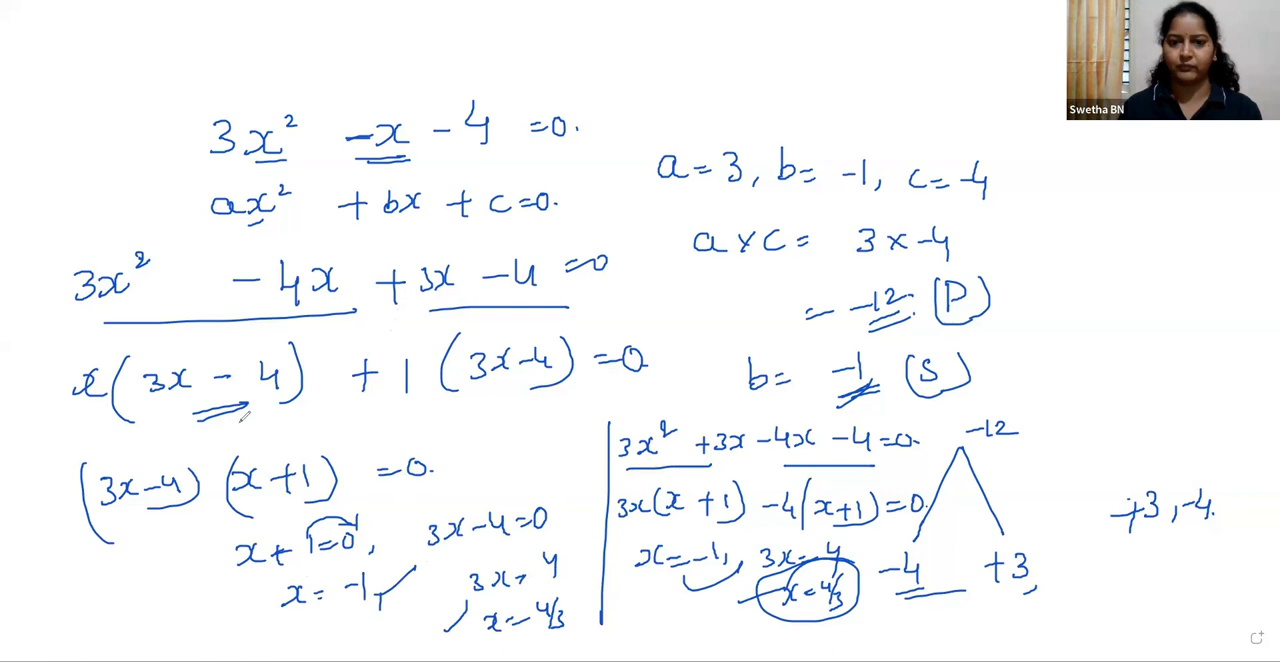 Swetha BN
3x² -x - 4 =0.
ax² + bx + c=0.
3x² - 4x + 3x - 4 =0
x(3x - 4) + 1 (3x-4) =0
(3x-4) (x+1) =0.
x+1=0, 3x-4=0
x= -1, 3x= 4
x= 4/3
a=3, b= -1, c=-4
a×c= 3×-4
= -12. (P)
b= -1 (S)
3x² +3x -4x -4=0.
3x(x+1) -4(x+1)=0.
x=-1, 3x=4
x=4/3
-12
-4 +3,
+3, -4.